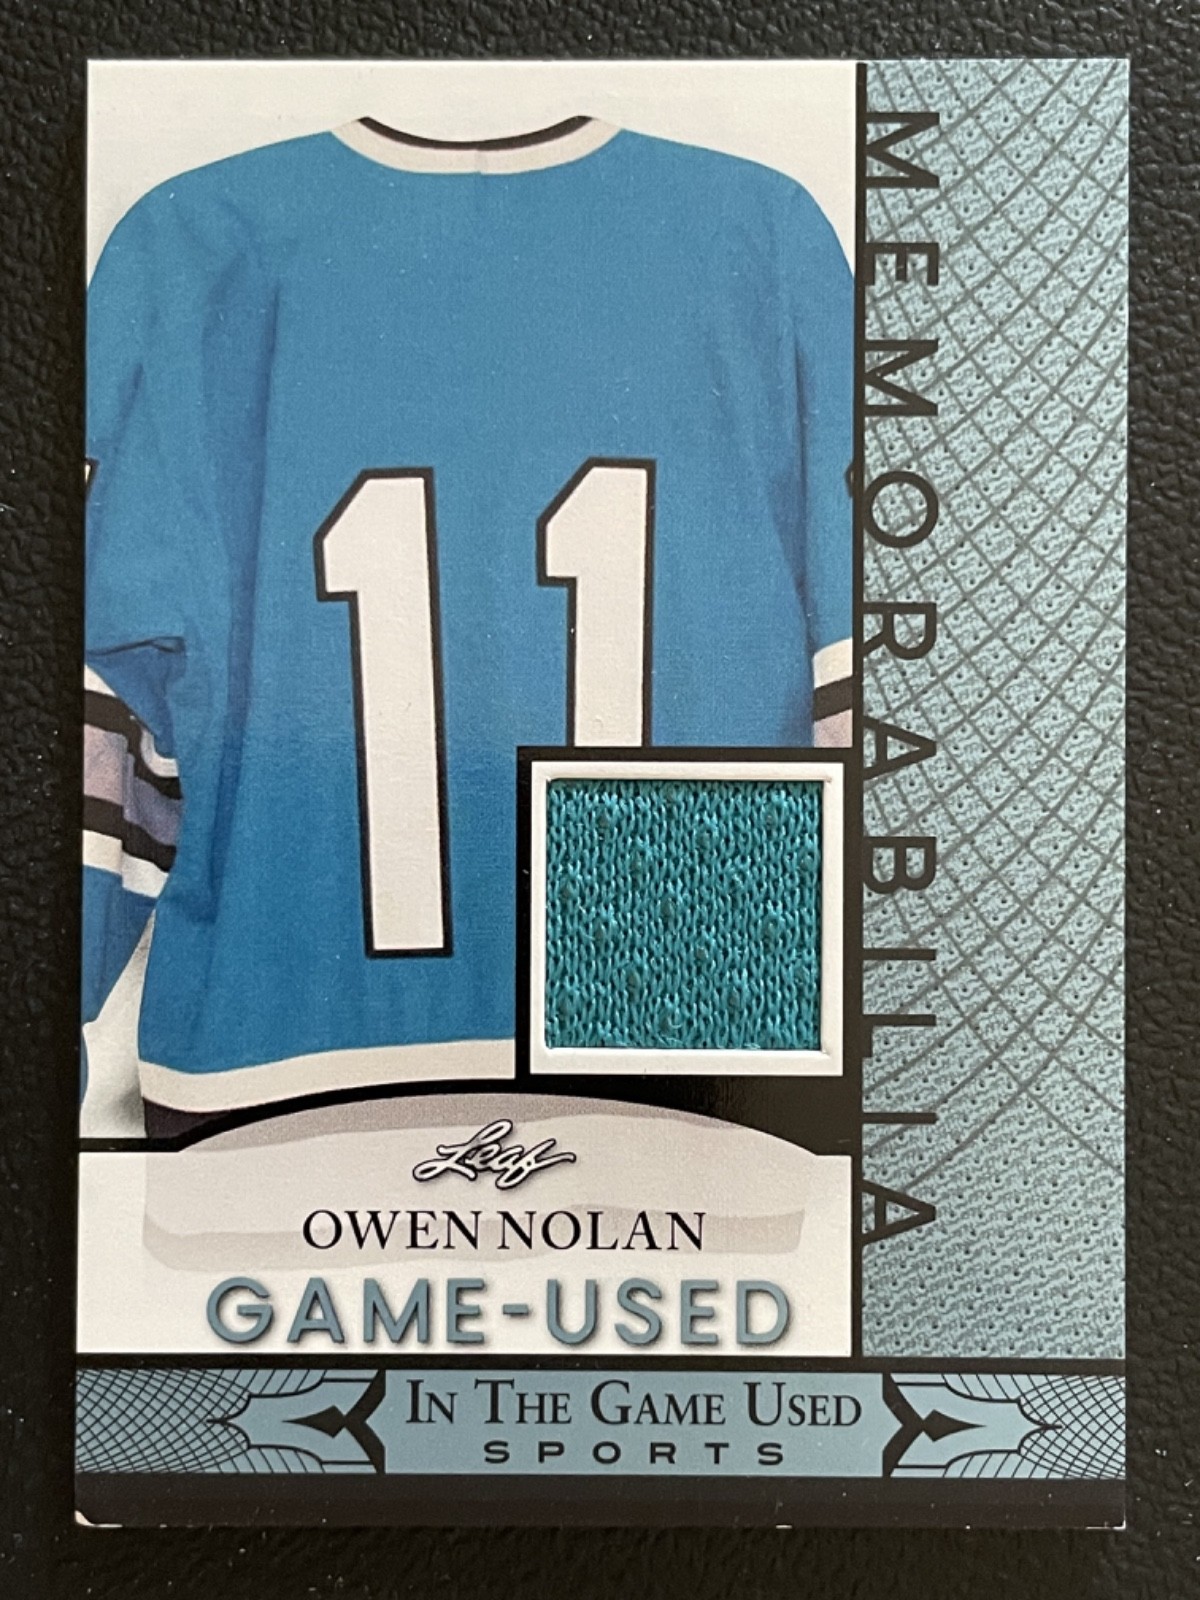 11
MEMORABILIA
Leaf
OWEN NOLAN
GAME-USED
IN THE GAME USED
SPORTS